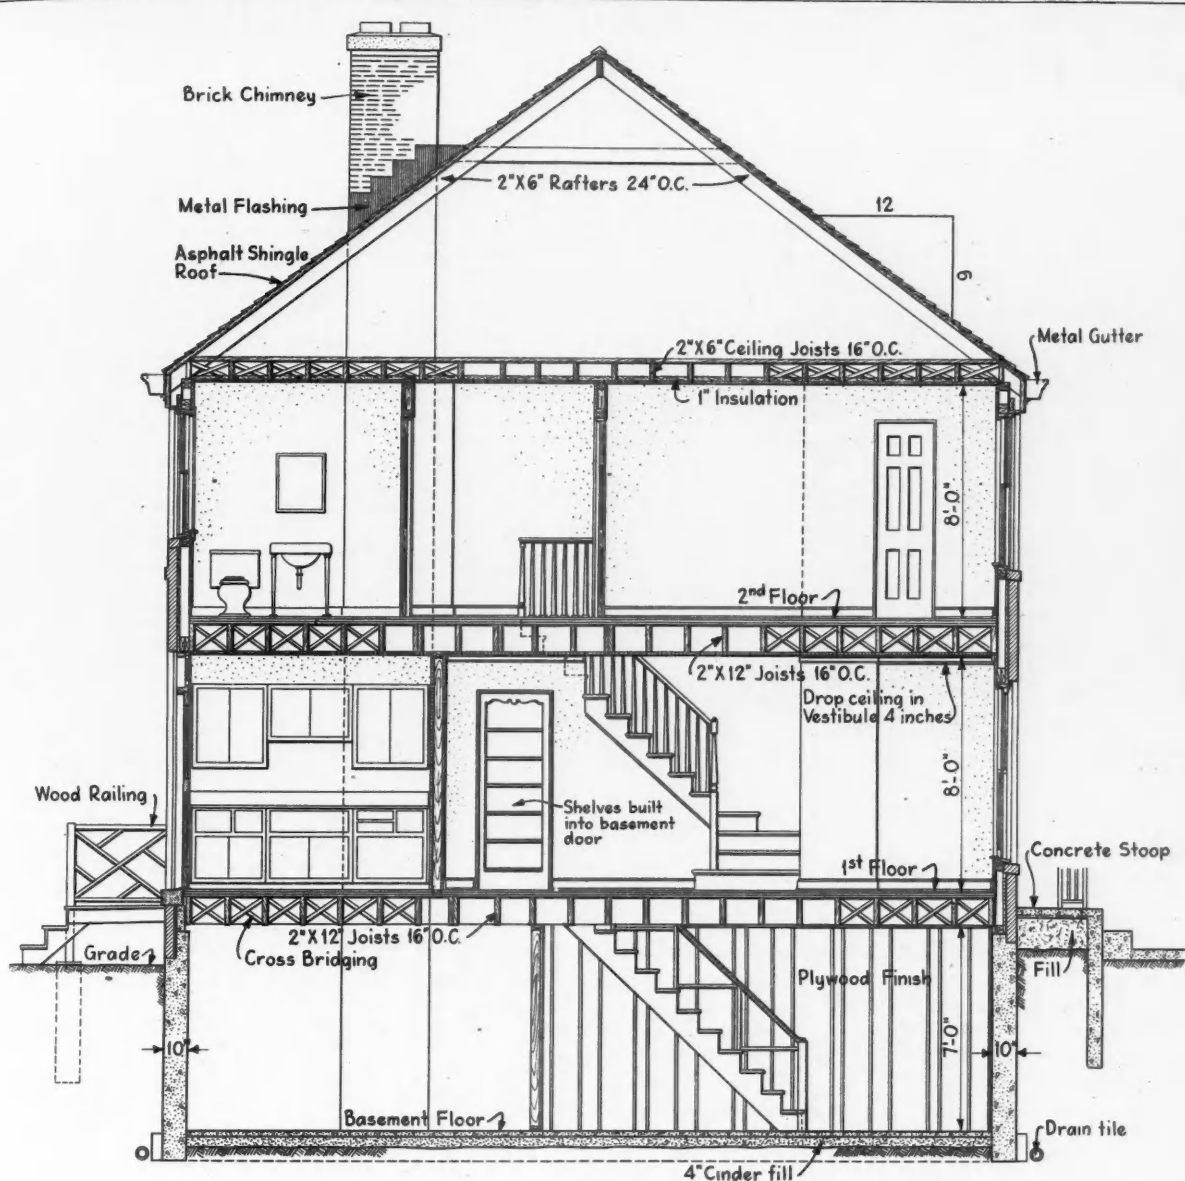 Brick Chimney
2"X6" Rafters 24"O.C.
Metal Flashing
12
Asphalt Shingle
Roof
9
Metal Gutter
2"X6" Ceiling Joists 16"O.C.
1" Insulation
8'-0"
2nd Floor
2"X12" Joists 16"O.C.
Drop ceiling in
Vestibule 4 inches
8'-0"
Wood Railing
Shelves built
into basement
door
1st Floor
Concrete Stoop
2"X12" Joists 16"O.C.
Cross Bridging
Grade
Plywood Finish
Fill
7'-0"
10"
10"
Basement Floor
Drain tile
4" Cinder fill